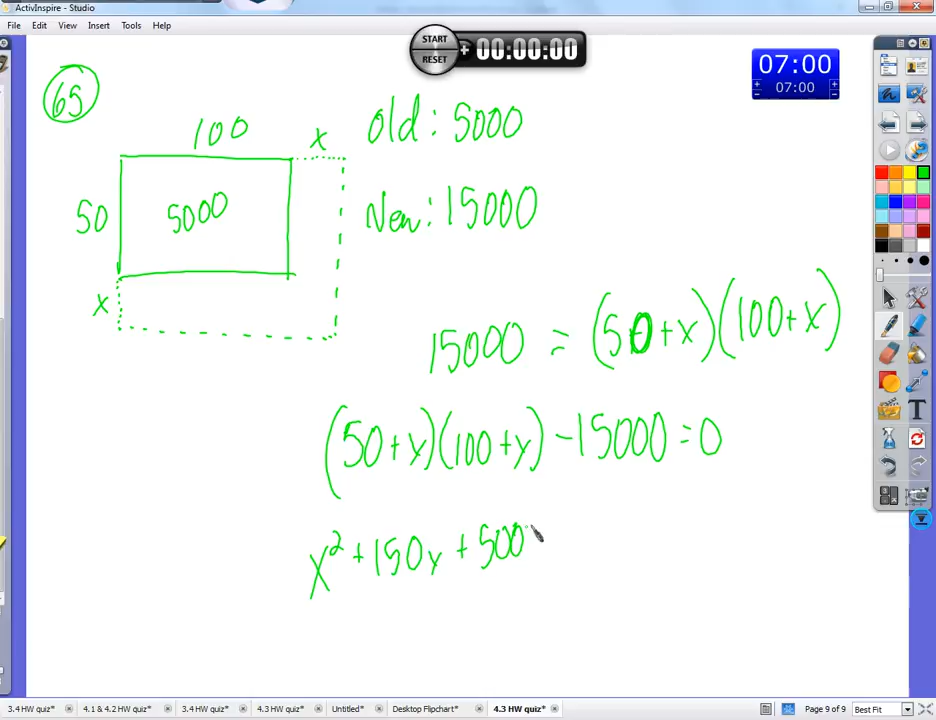 ActivInspire - Studio
File Edit View Insert Tools Help
START
RESET
+ 00:00:00
07:00
07:00
65
100
x
50
5000
x
Old: 5000
New: 15000
15000 = (50+x)(100+x)
(50+x)(100+x) -15000=0
x²+150x+500
3.4 HW quiz*
4.1 & 4.2 HW quiz*
3.4 HW quiz*
4.3 HW quiz*
Untitled*
Desktop Flipchart*
4.3 HW quiz*
Page 9 of 9
Best Fit